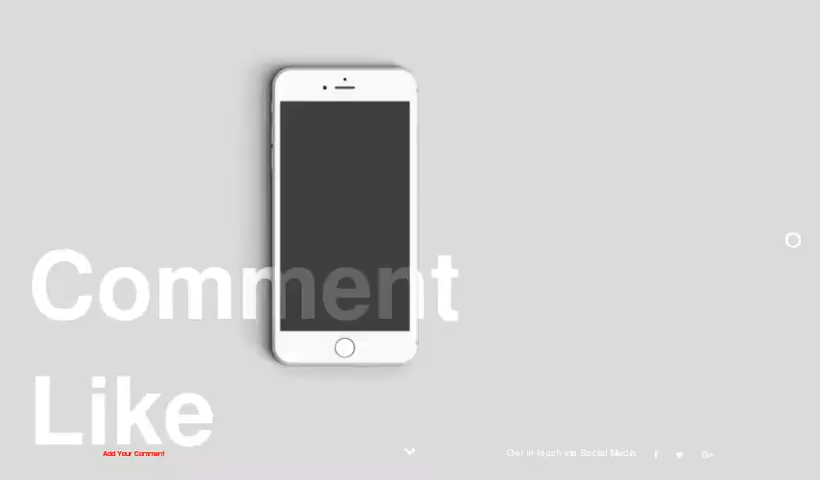 Comment
Like
Add Your Comment
Get in touch via Social Media
G+